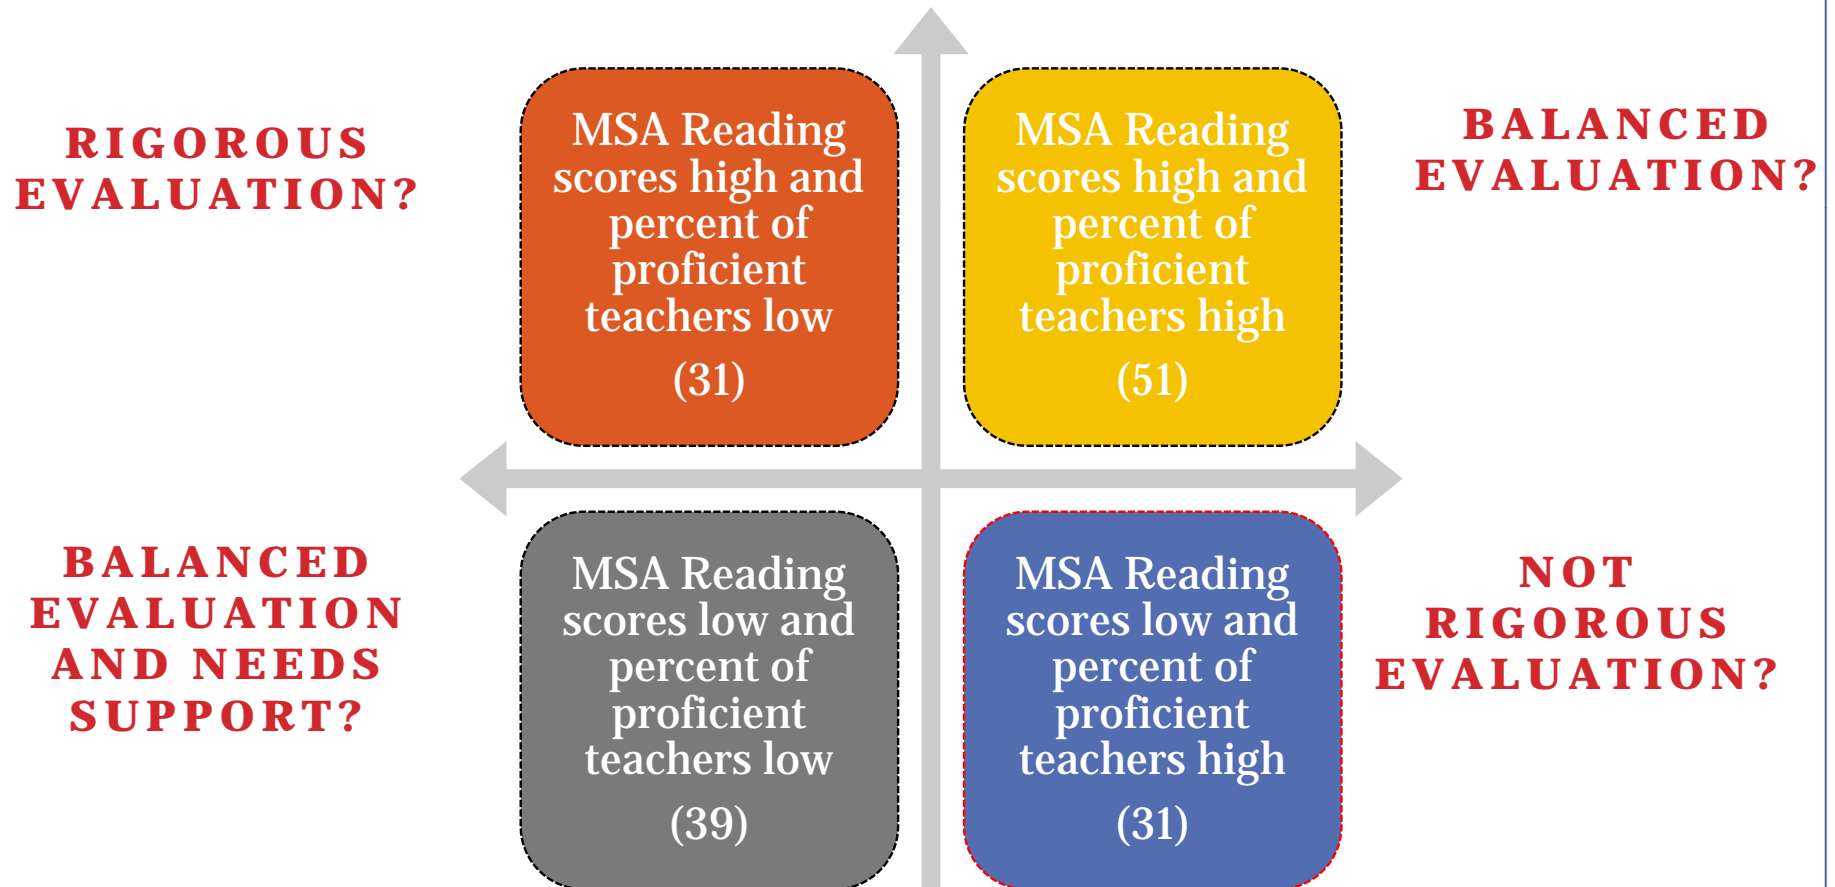 RIGOROUS
EVALUATION?
MSA Reading
scores high and
percent of
proficient
teachers low
(31)
MSA Reading
scores high and
percent of
proficient
teachers high
(51)
BALANCED
EVALUATION?
BALANCED
EVALUATION
AND NEEDS
SUPPORT?
MSA Reading
scores low and
percent of
proficient
teachers low
(39)
MSA Reading
scores low and
percent of
proficient
teachers high
(31)
NOT
RIGOROUS
EVALUATION?